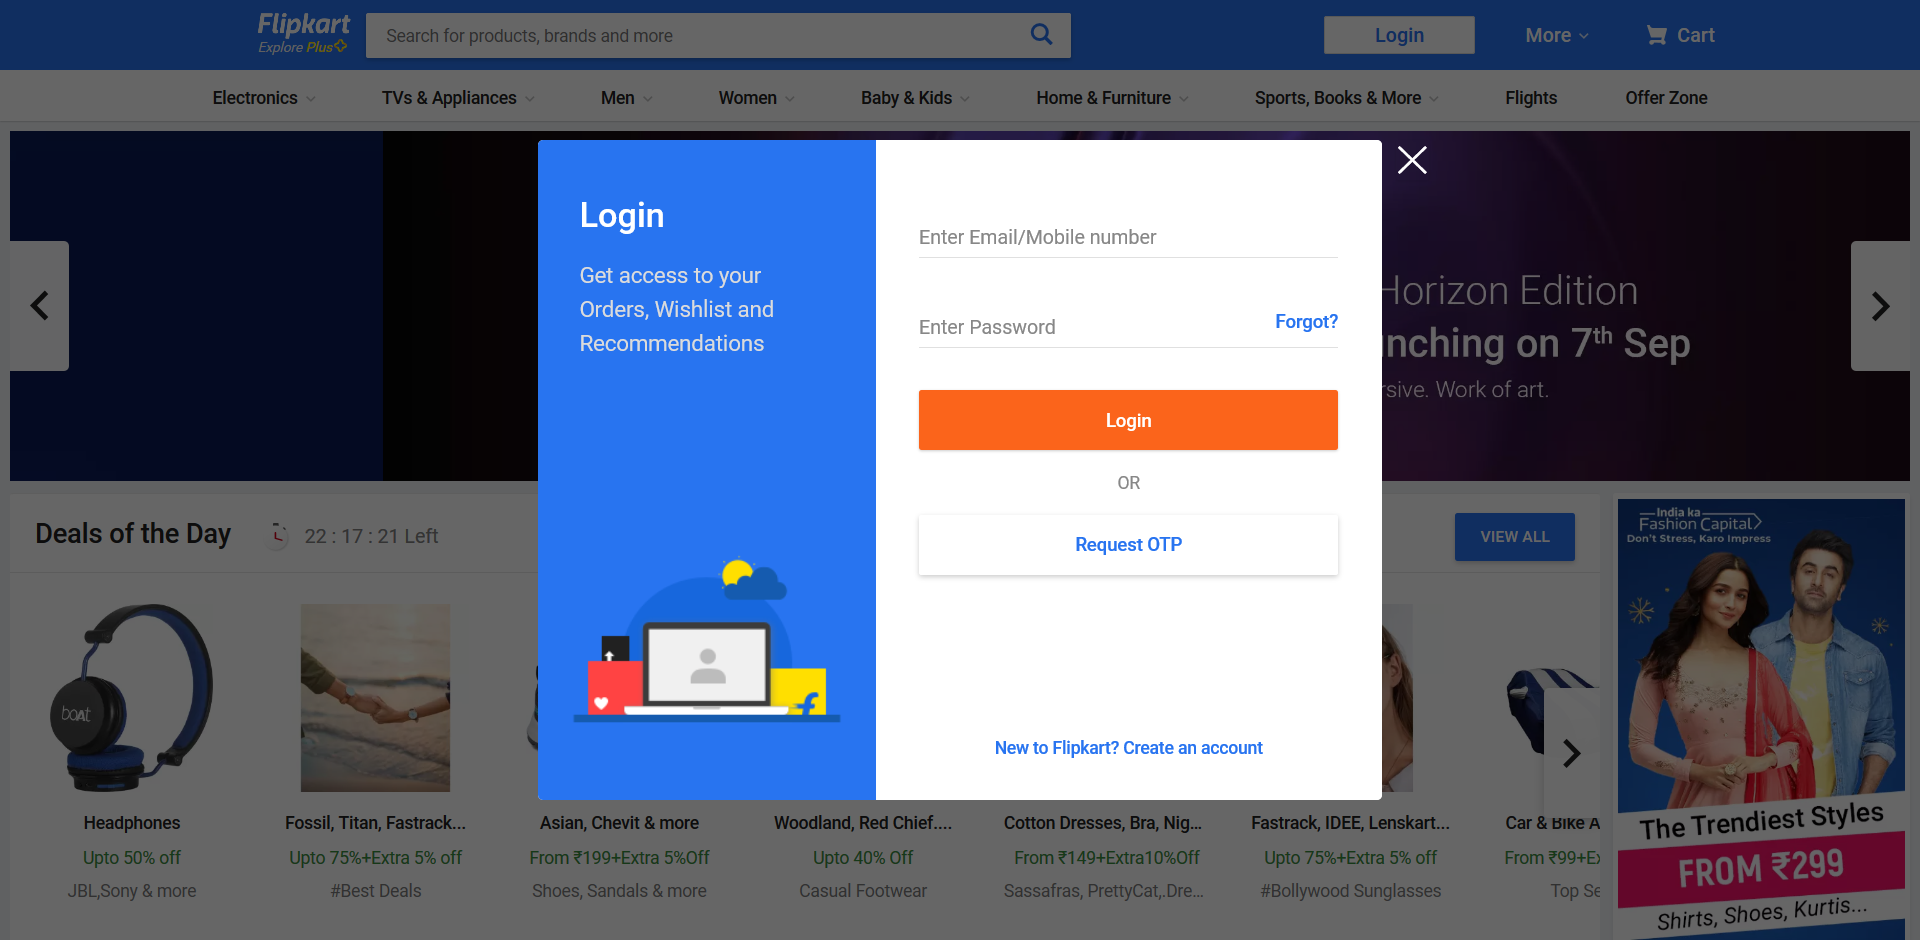 Flipkart
Explore Plus
Search for products, brands and more
Login
More
Cart
Electronics
TVs & Appliances
Men
Women
Baby & Kids
Home & Furniture
Sports, Books & More
Flights
Offer Zone
Login
Get access to your
Orders, Wishlist and
Recommendations
Enter Email/Mobile number
Enter Password
Forgot?
Login
OR
Request OTP
New to Flipkart? Create an account
Horizon Edition
nching on 7th Sep
rsive. Work of art.
Deals of the Day
22 : 17 : 21 Left
VIEW ALL
boAt
Headphones
Upto 50% off
JBL,Sony & more
Fossil, Titan, Fastrack...
Upto 75%+Extra 5% off
#Best Deals
Asian, Chevit & more
From ₹199+Extra 5%Off
Shoes, Sandals & more
Woodland, Red Chief....
Upto 40% Off
Casual Footwear
Cotton Dresses, Bra, Nig...
From ₹149+Extra10%Off
Sassafras, PrettyCat,.Dre...
Fastrack, IDEE, Lenskart...
Upto 75%+Extra 5% off
#Bollywood Sunglasses
Car & Bike A
From ₹99+Ex
Top Se
India ka
Fashion Capital
Don't Stress, Karo Impress
The Trendiest Styles
FROM ₹299
Shirts, Shoes, Kurtis...